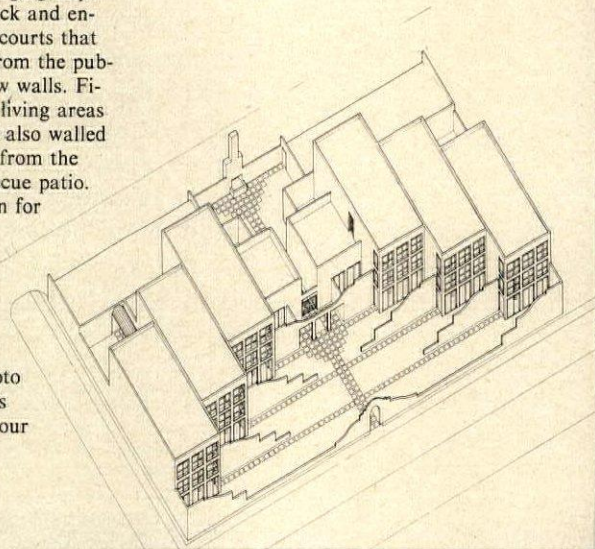 ck and en-
courts that
rom the pub-
w walls. Fi-
living areas
also walled
from the
cue patio.
n for
oto
s
our